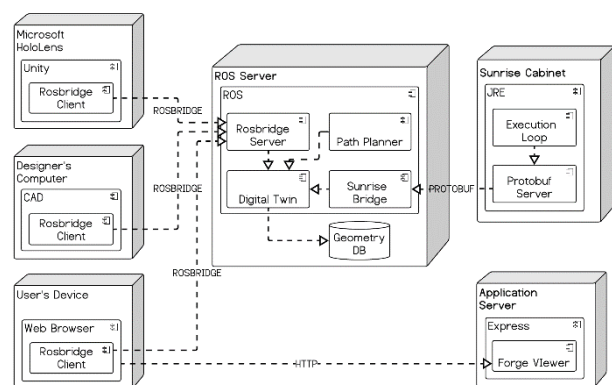 Microsoft
HoloLens
Unity
Rosbridge
Client
ROSBRIDGE
Designer's
Computer
CAD
Rosbridge
Client
ROSBRIDGE
User's Device
Web Browser
Rosbridge
Client
ROSBRIDGE
HTTP
ROS Server
ROS
Rosbridge
Server
Path Planner
Digital Twin
Sunrise
Bridge
Geometry
DB
PROTOBUF
Sunrise Cabinet
JRE
Execution
Loop
Protobuf
Server
Application
Server
Express
Forge VIewer